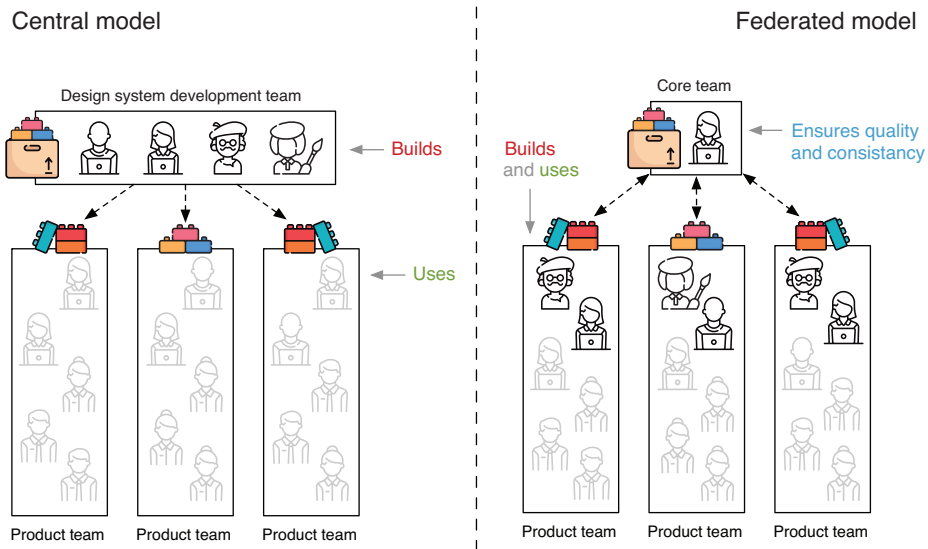 Central model
Federated model
Design system development team
Builds
Uses
Product team
Product team
Product team
Core team
Ensures quality
and consistancy
Builds
and uses
Product team
Product team
Product team